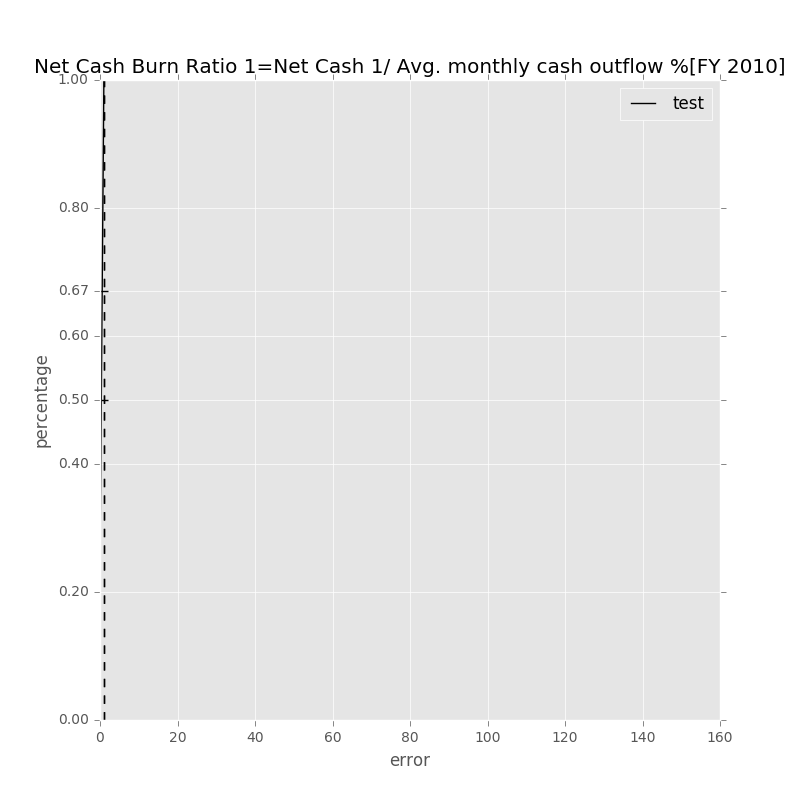 Net Cash Burn Ratio 1=Net Cash 1/ Avg. monthly cash outflow %[FY 2010]
1.00
test
0.80
0.67
0.60
percentage
0.50
0.40
0.20
0.00
0 20 40 60 80 100 120 140 160
error